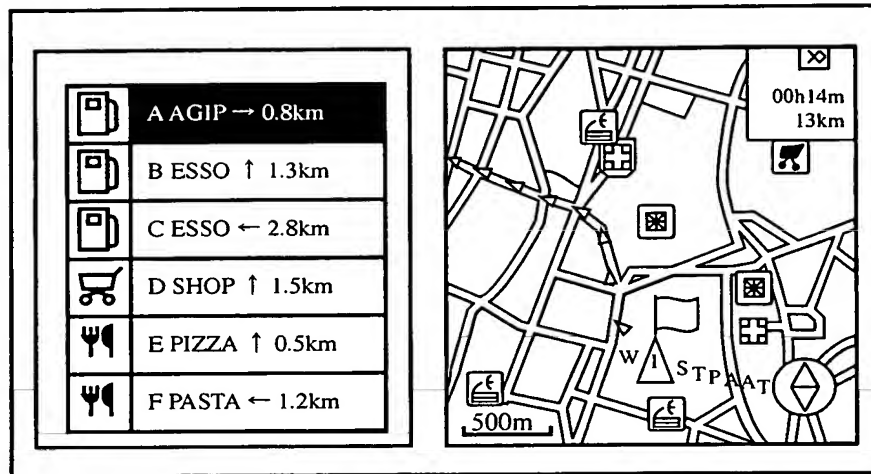 A AGIP → 0.8km
B ESSO ↑ 1.3km
C ESSO ← 2.8km
D SHOP ↑ 1.5km
E PIZZA ↑ 0.5km
F PASTA ← 1.2km
00h14m
13km
€
€
€
W 1 STPAAT
500m